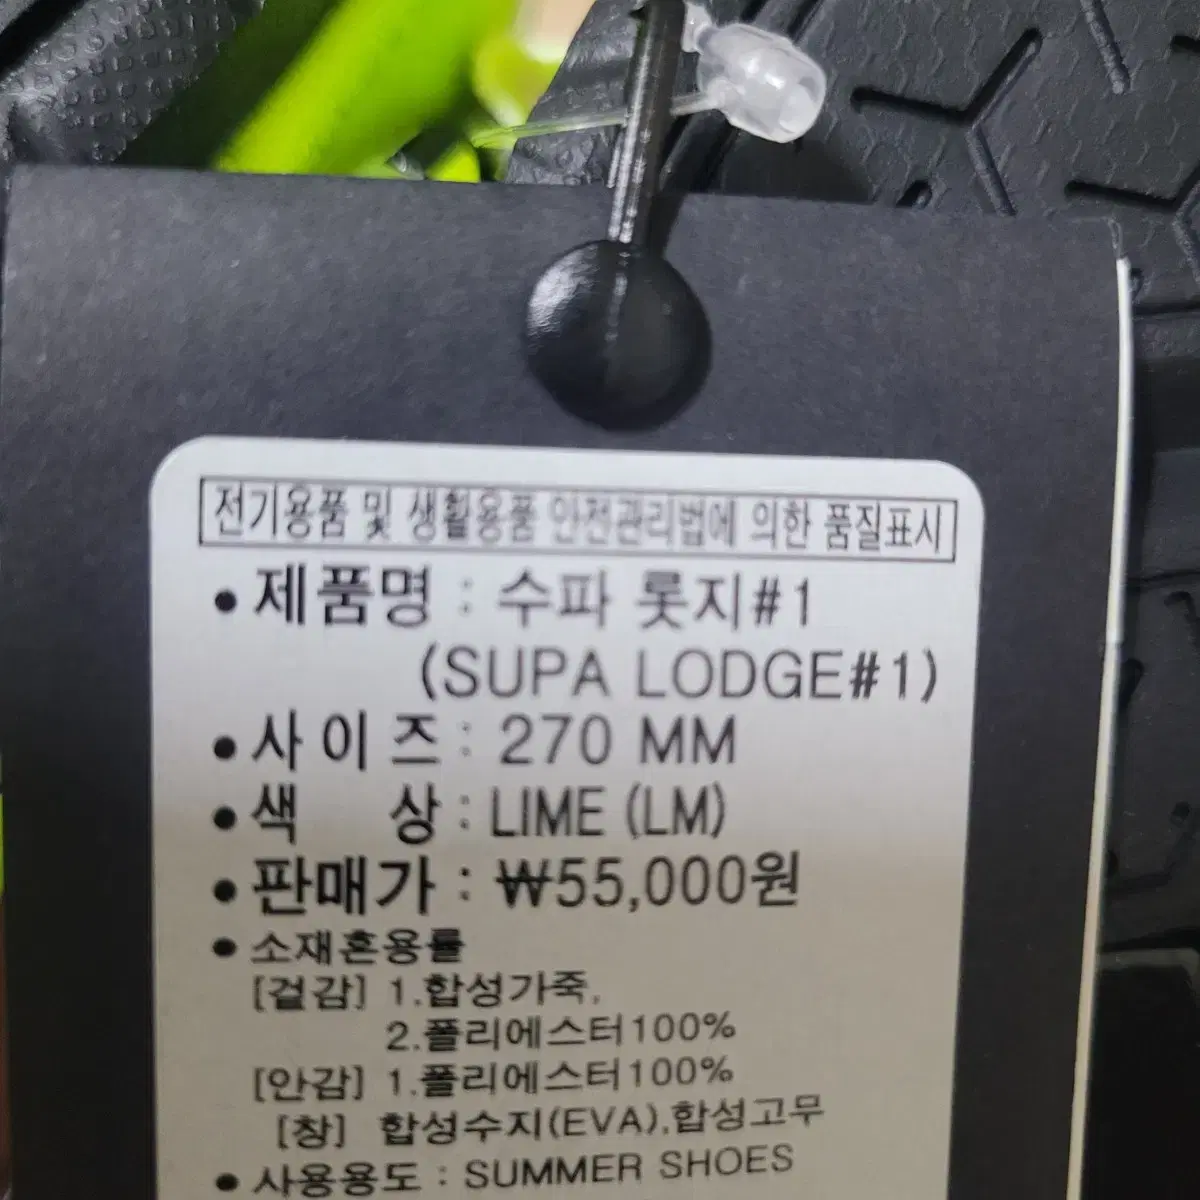 전기용품 및 생활용품 안전관리법에 의한 품질표시
• 제품명 : 수파 롯지#1
(SUPA LODGE#1)
• 사 이 즈 : 270 MM
• 색 상 : LIME (LM)
• 판매가 : ₩55,000원
• 소재혼용률
[겉감] 1.합성가죽,
2.폴리에스터100%
[안감] 1.폴리에스터100%
[창] 합성수지(EVA),합성고무
• 사용용도 : SUMMER SHOES